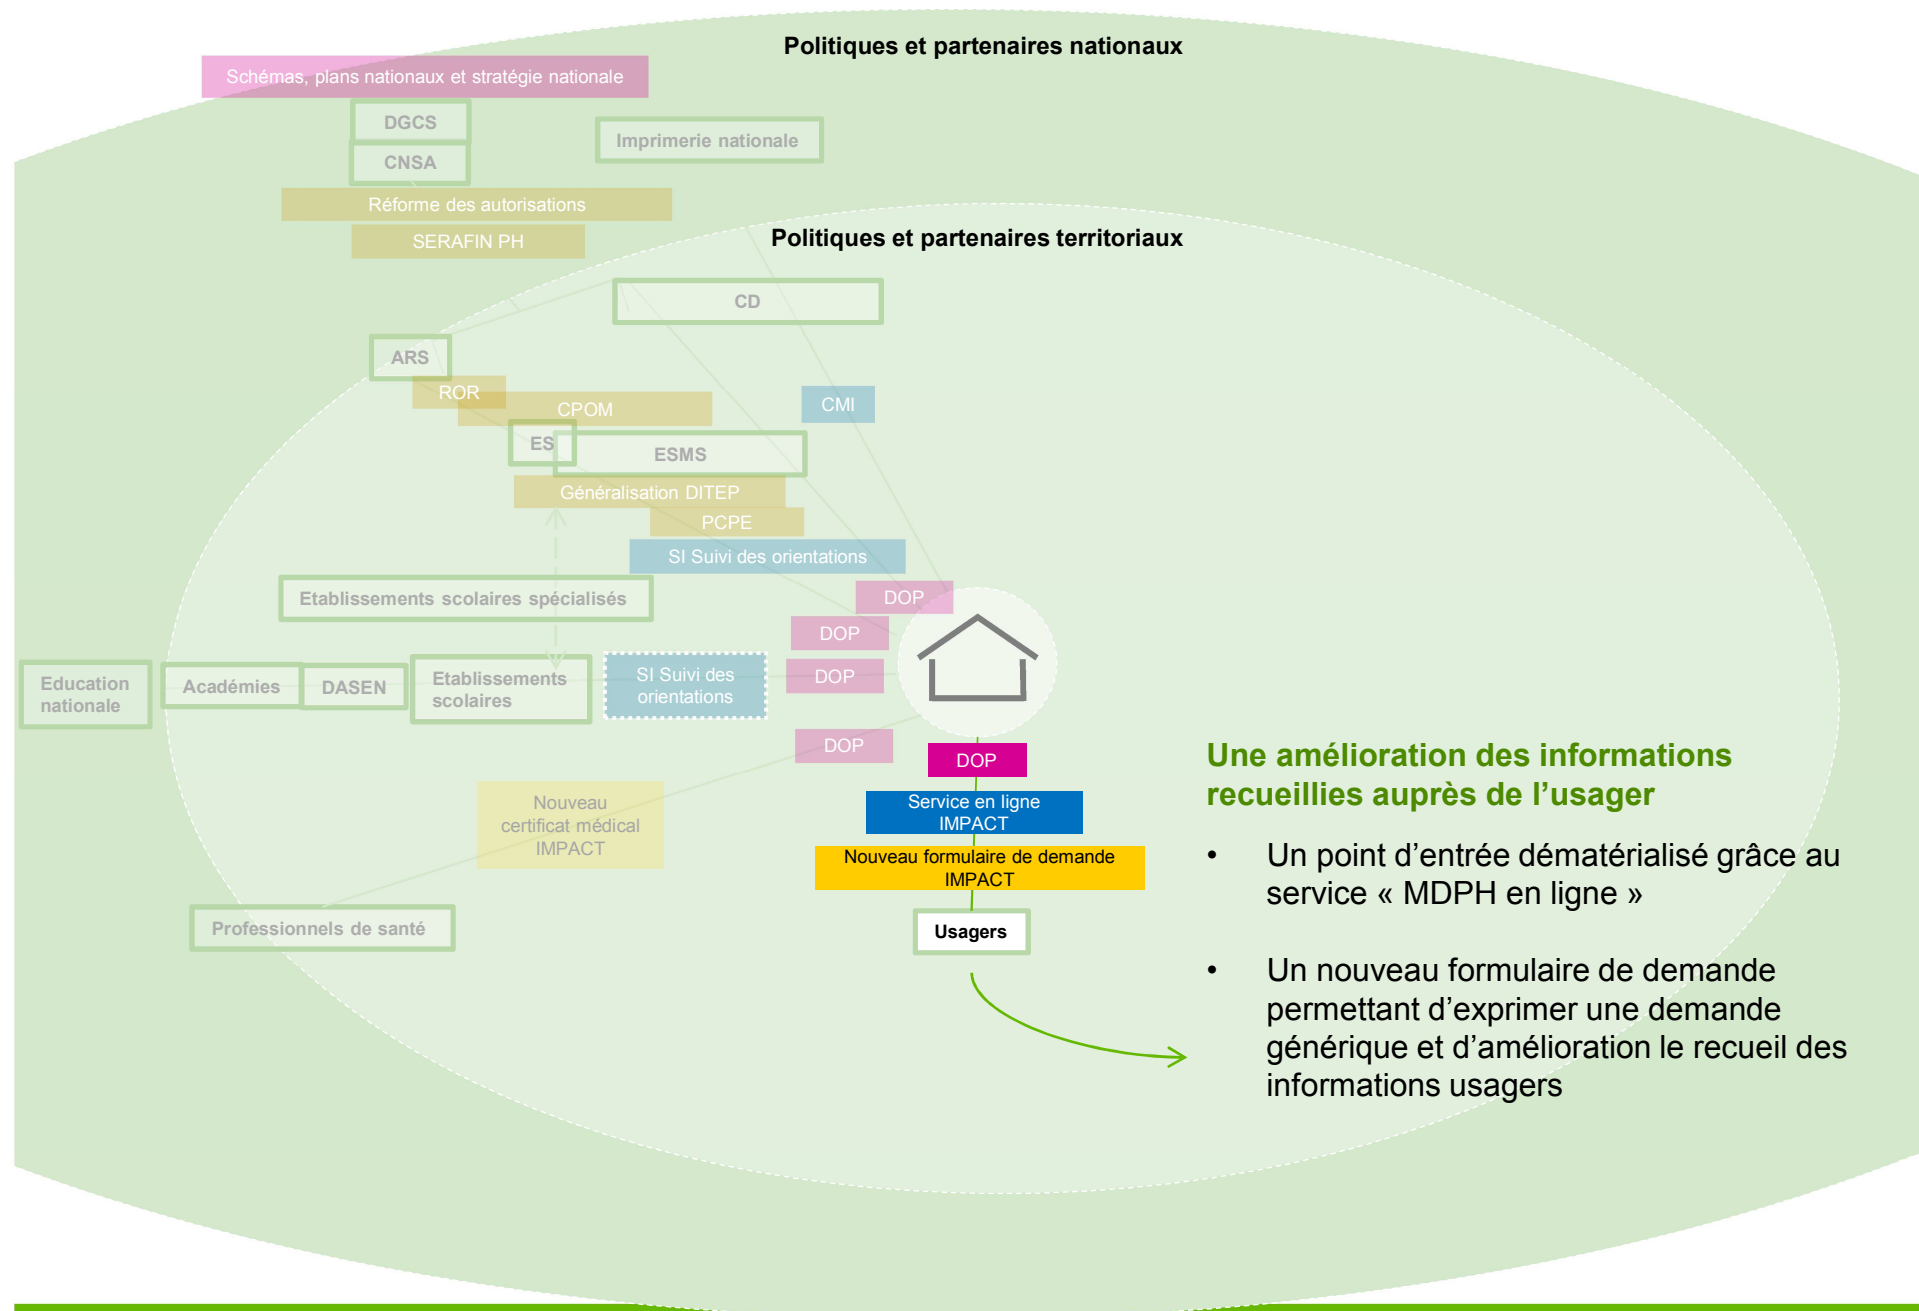 Politiques et partenaires nationaux
Schémas, plans nationaux et stratégie nationale
DGCS
Imprimerie nationale
CNSA
Réforme des autorisations
SERAFIN PH
Politiques et partenaires territoriaux
CD
ARS
ROR
CPOM
CMI
ES
ESMS
Généralisation DITEP
PCPE
SI Suivi des orientations
Etablissements scolaires spécialisés
DOP
DOP
DOP
Education
nationale
Académies
DASEN
Etablissements
scolaires
SI Suivi des
orientations
DOP
DOP
Nouveau
certificat médical
IMPACT
Service en ligne
IMPACT
Nouveau formulaire de demande
IMPACT
Professionnels de santé
Usagers
Une amélioration des informations
recueillies auprès de l’usager
• Un point d’entrée dématérialisé grâce au
service « MDPH en ligne »
• Un nouveau formulaire de demande
permettant d’exprimer une demande
générique et d’amélioration le recueil des
informations usagers